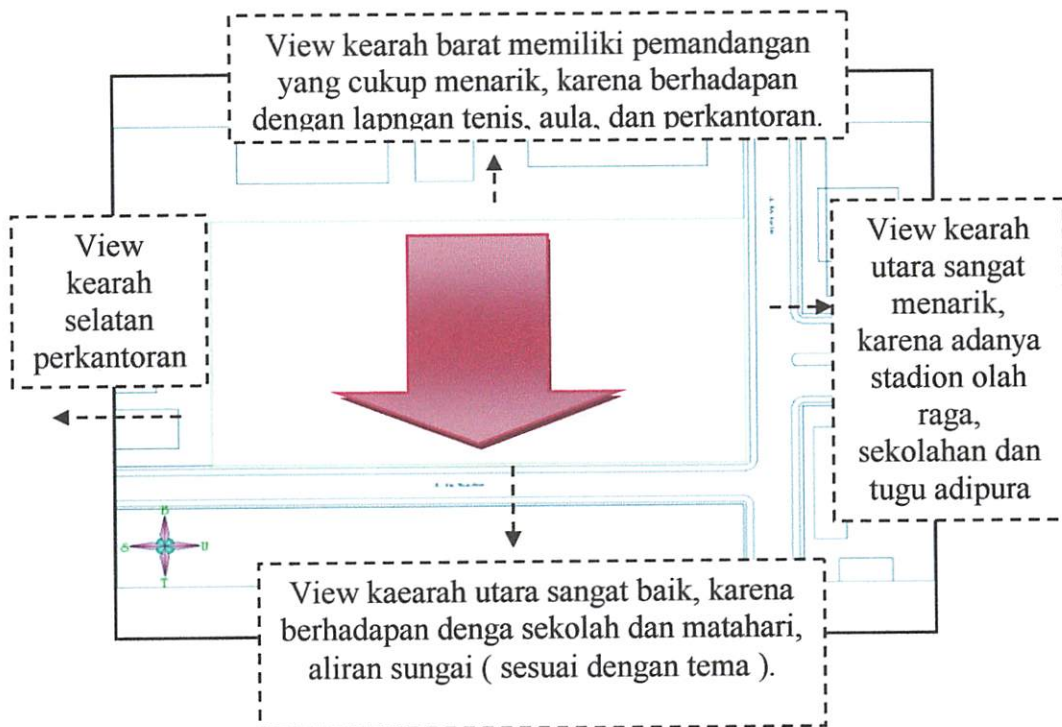 View kearah barat memiliki pemandangan
yang cukup menarik, karena berhadapan
dengan lapngan tenis, aula, dan perkantoran.
View
kearah
selatan
perkantoran
View kearah
utara sangat
menarik,
karena adanya
stadion olah
raga,
sekolahan dan
tugu adipura
B
S
U
T
View kaearah utara sangat baik, karena
berhadapan denga sekolah dan matahari,
aliran sungai ( sesuai dengan tema ).